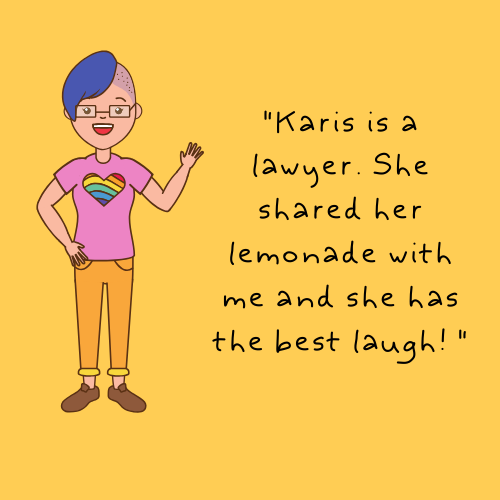 "Karis is a
lawyer. She
shared her
lemonade with
me and she has
the best laugh! "